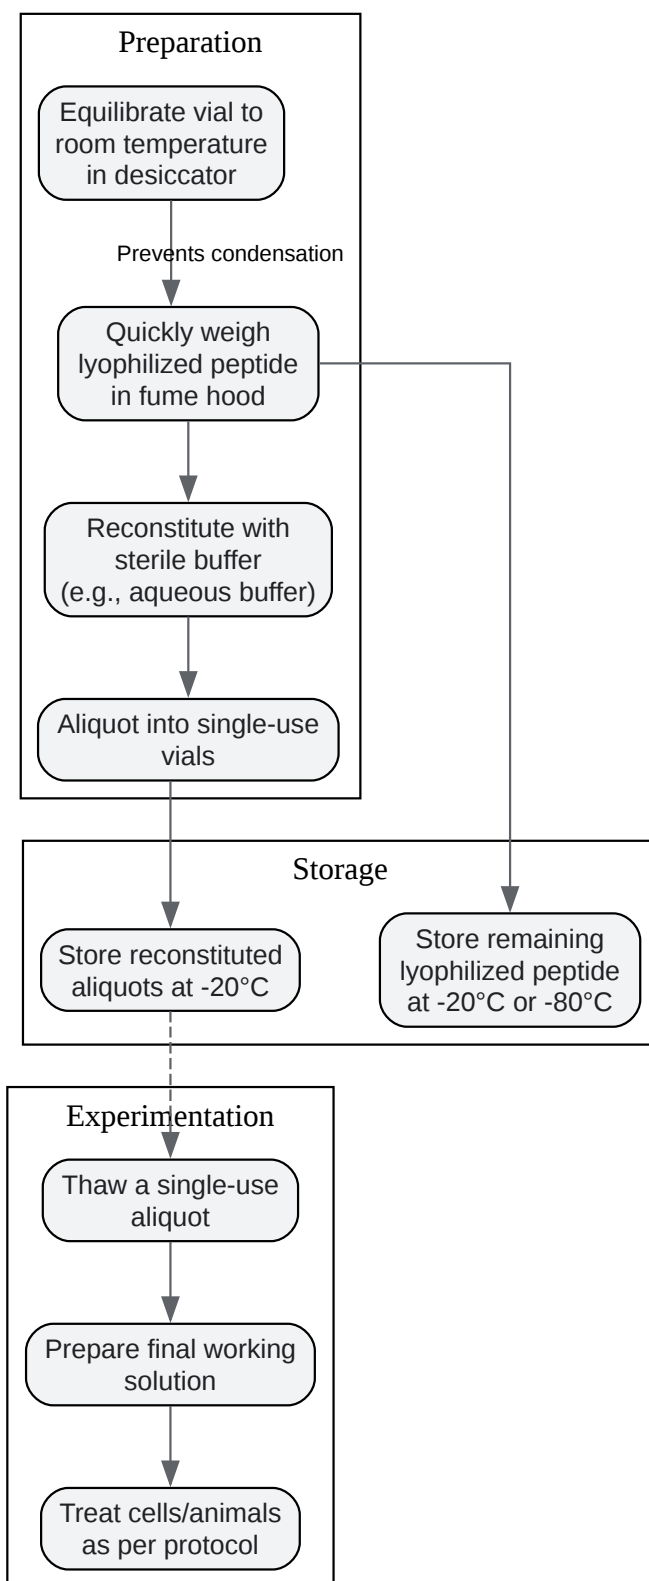 Preparation
Equilibrate vial to
room temperature
in desiccator
Prevents condensation
Quickly weigh
lyophilized peptide
in fume hood
Reconstitute with
sterile buffer
(e.g., aqueous buffer)
Aliquot into single-use
vials
Storage
Store reconstituted
aliquots at -20°C
Store remaining
lyophilized peptide
at -20°C or -80°C
Experimentation
Thaw a single-use
aliquot
Prepare final working
solution
Treat cells/animals
as per protocol